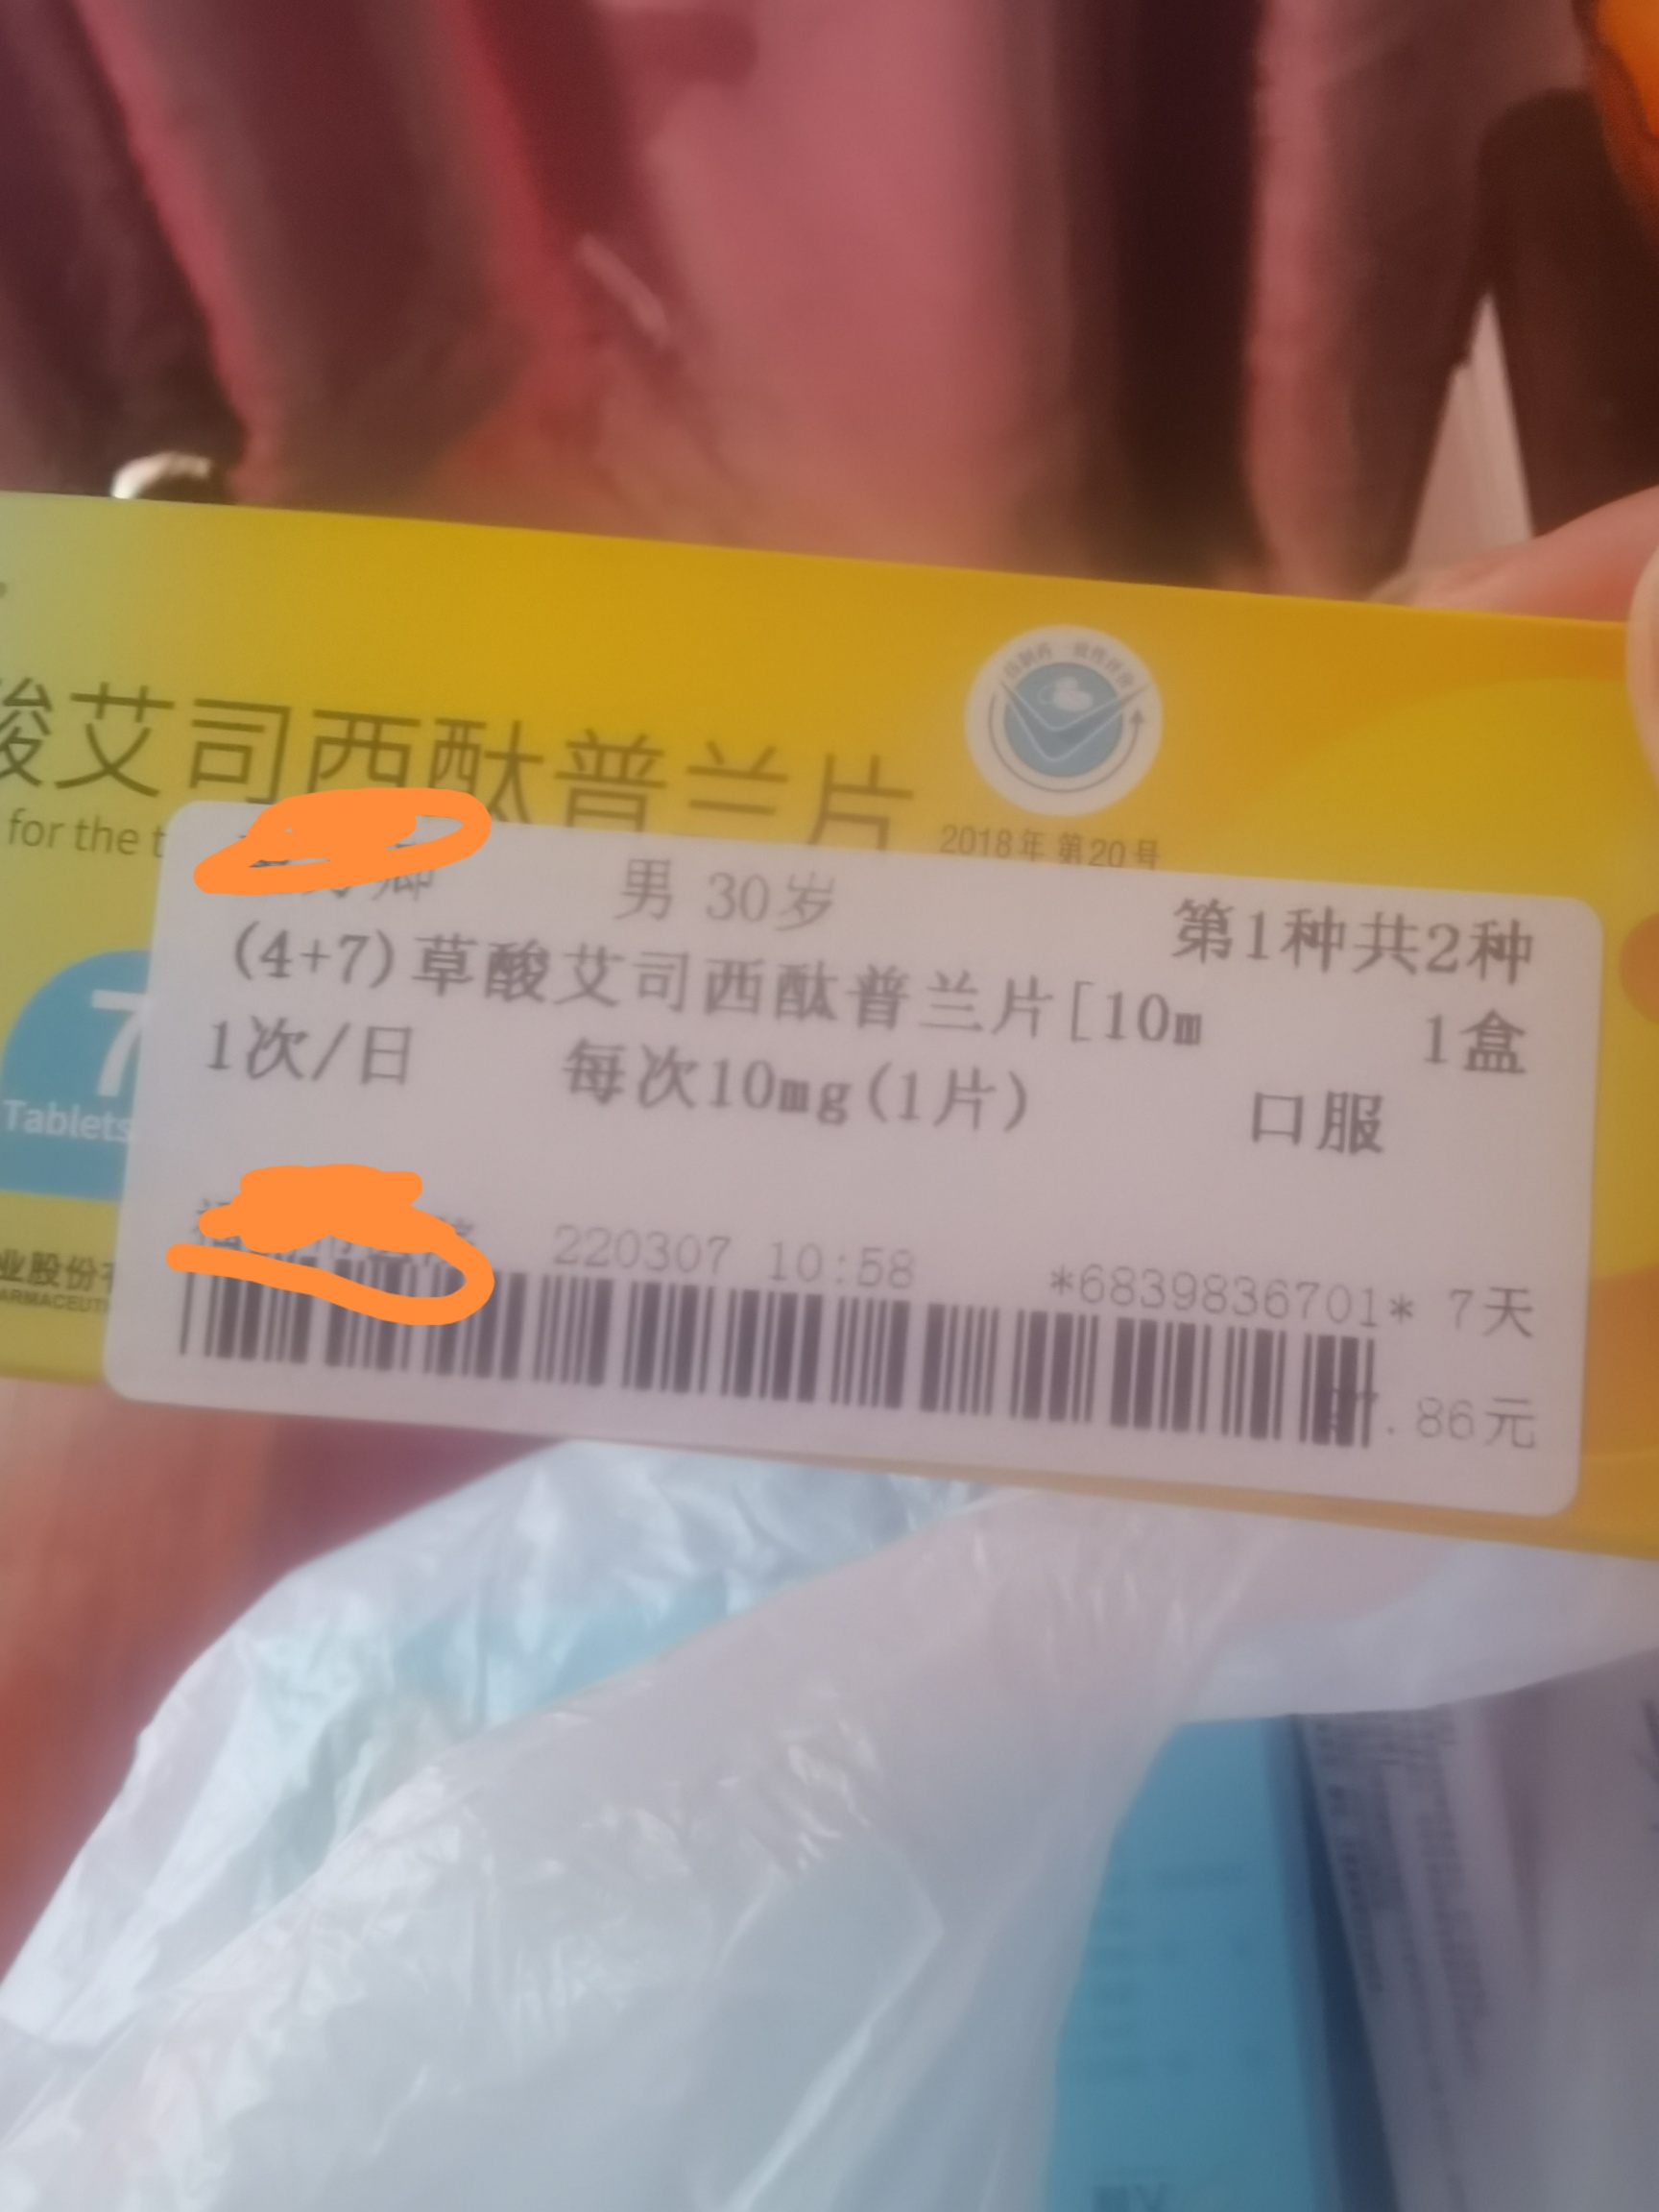 酸艾司西酞普兰片
for the t
2018年 第20号
男 30岁
第1种共2种
(4+7)草酸艾司西酞普兰片[10m 1盒
1次/日 每次10mg(1片) 口服
7
Tablets
220307 10:58 *6839836701* 7天
.86元
业股份有
ARMACEUT